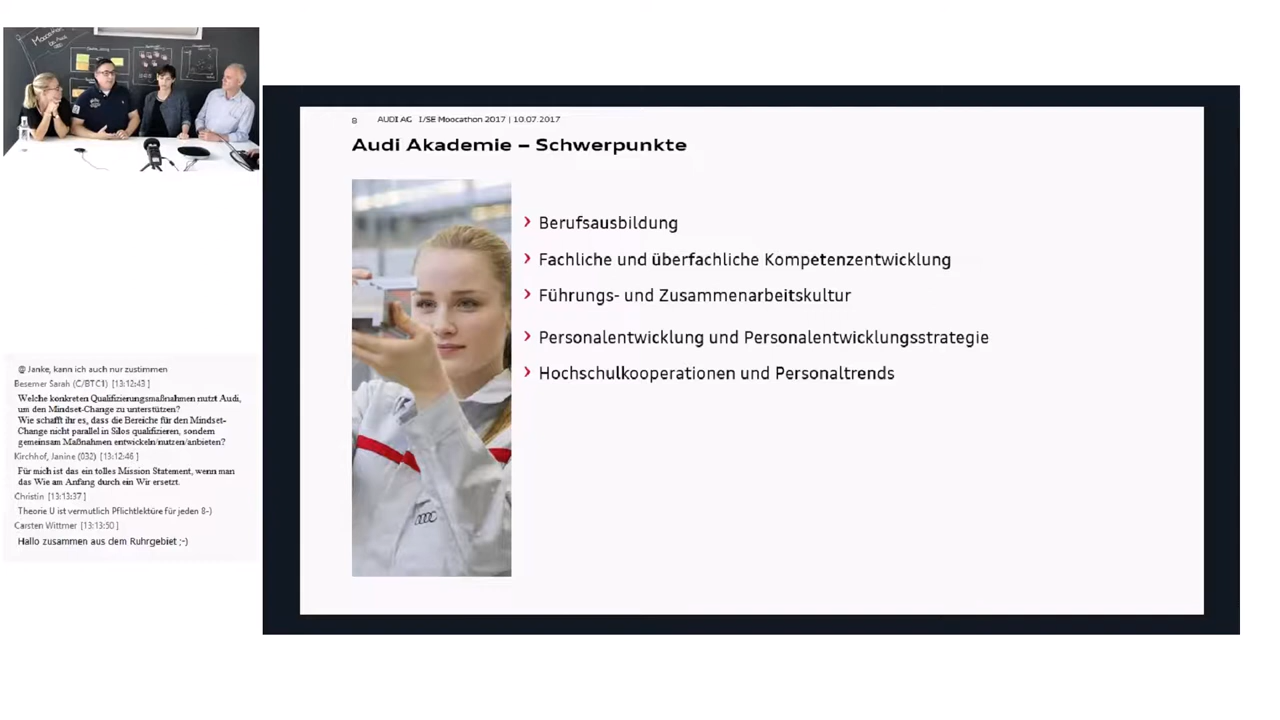 Moocathon
8 AUDI AG I/SE Moocathon 2017 | 10.07.2017
Audi Akademie – Schwerpunkte
› Berufsausbildung
› Fachliche und überfachliche Kompetenzentwicklung
› Führungs- und Zusammenarbeitskultur
› Personalentwicklung und Personalentwicklungsstrategie
› Hochschulkooperationen und Personaltrends
@ Janke, kann ich auch nur zustimmen
Besemer Sarah (C/BTC1) [13:12:43]
Welche konkreten Qualifizierungsmaßnahmen nutzt Audi,
um den Mindset-Change zu unterstützen?
Wie schafft ihr es, dass die Bereiche für den Mindset-
Change nicht parallel in Silos qualifizieren, sondern
gemeinsam Maßnahmen entwickeln/nutzen/anbieten?
Kirchhof, Janine (032) [13:12:46]
Für mich ist das ein tolles Mission Statement, wenn man
das Wie am Anfang durch ein Wir ersetzt.
Christin [13:13:37]
Theorie U ist vermutlich Pflichtlektüre für jeden 8-)
Carsten Wittmer [13:13:50]
Hallo zusammen aus dem Ruhrgebiet ;-)